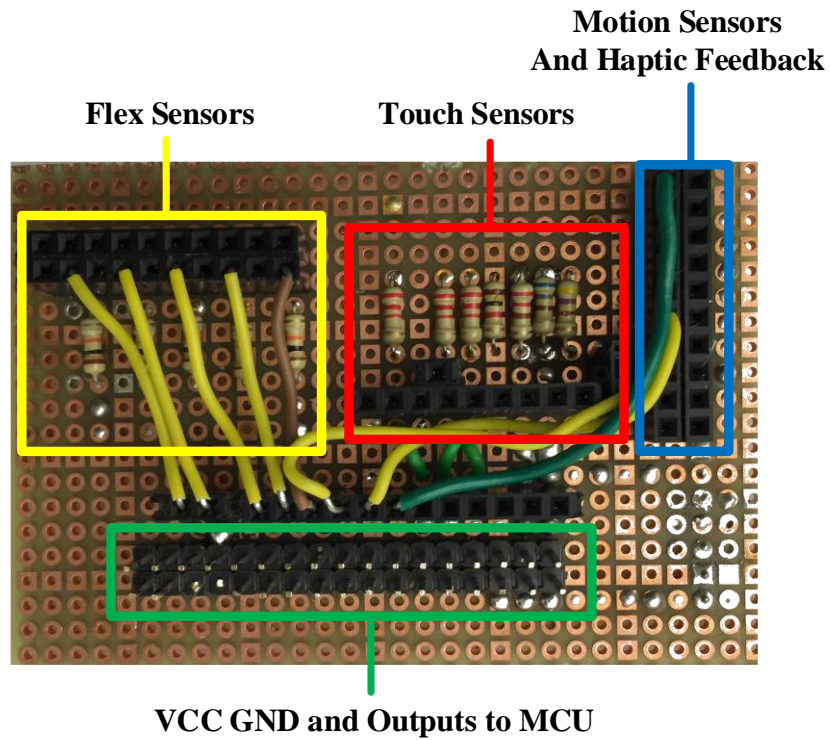 Motion Sensors
And Haptic Feedback
Flex Sensors
Touch Sensors
VCC GND and Outputs to MCU